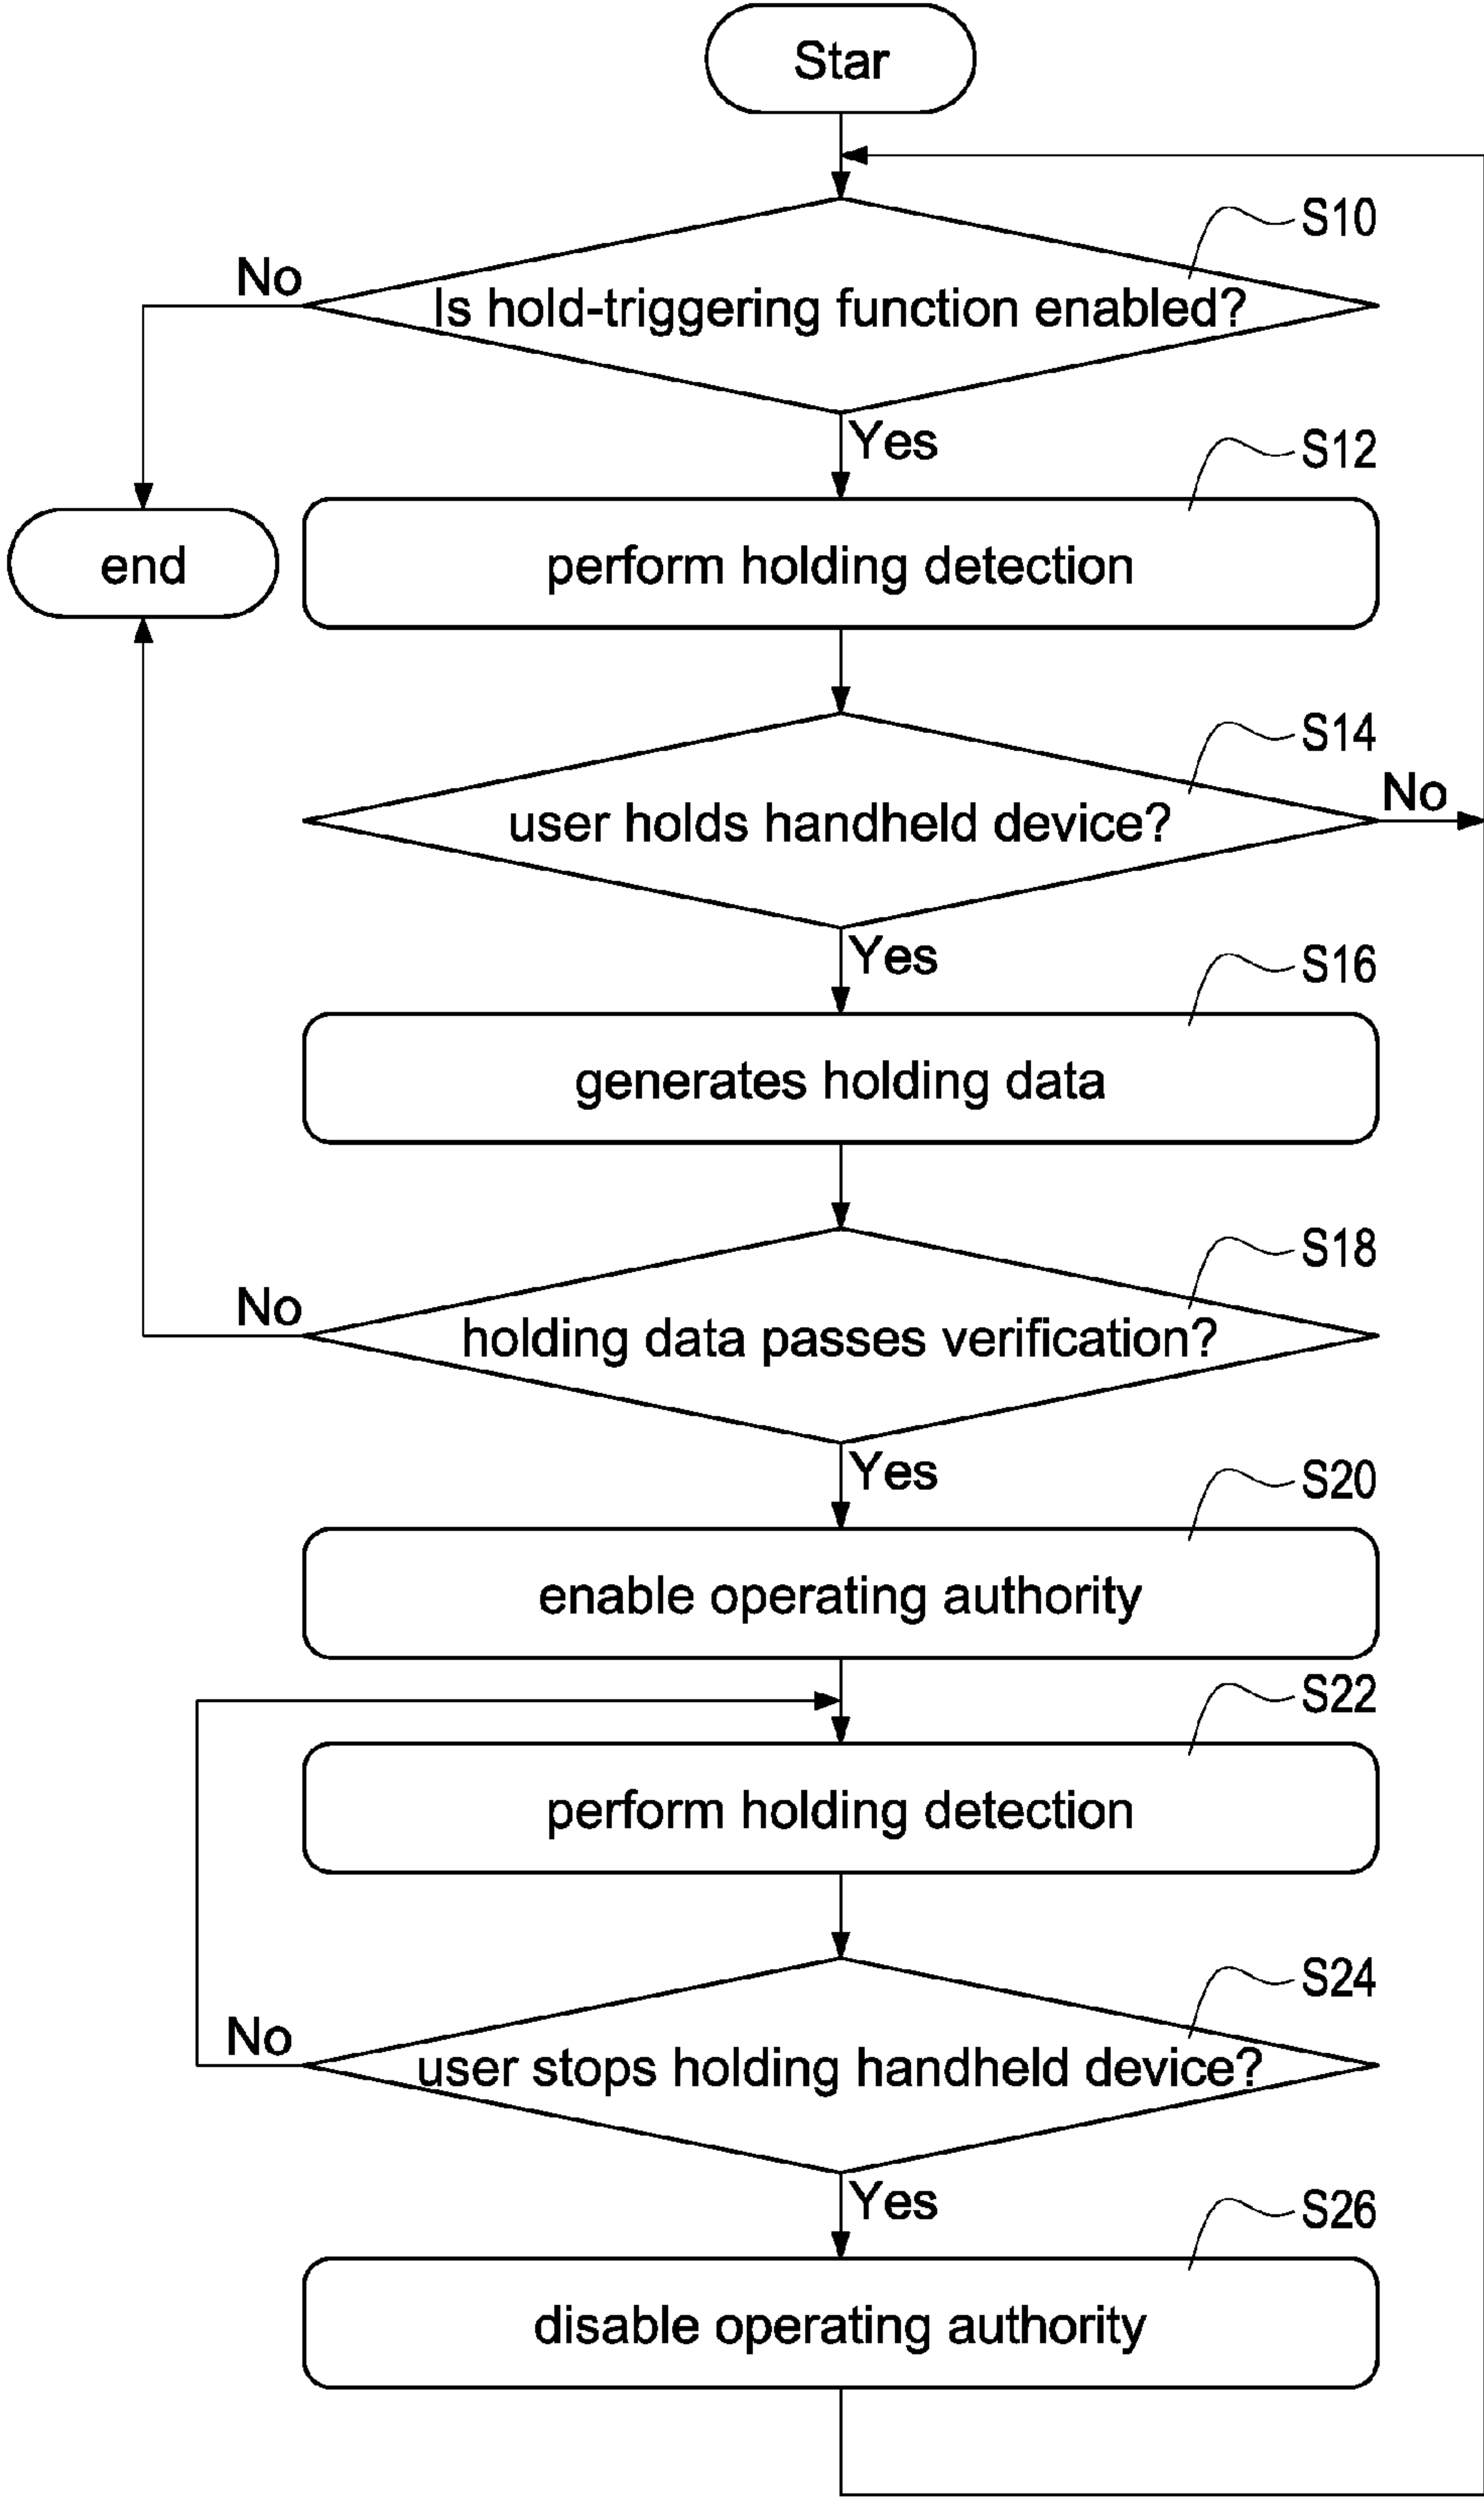 Star
S10
No
Is hold-triggering function enabled?
Yes
S12
end
perform holding detection
S14
No
user holds handheld device?
Yes
S16
generates holding data
S18
No
holding data passes verification?
Yes
S20
enable operating authority
S22
perform holding detection
S24
No
user stops holding handheld device?
Yes
S26
disable operating authority